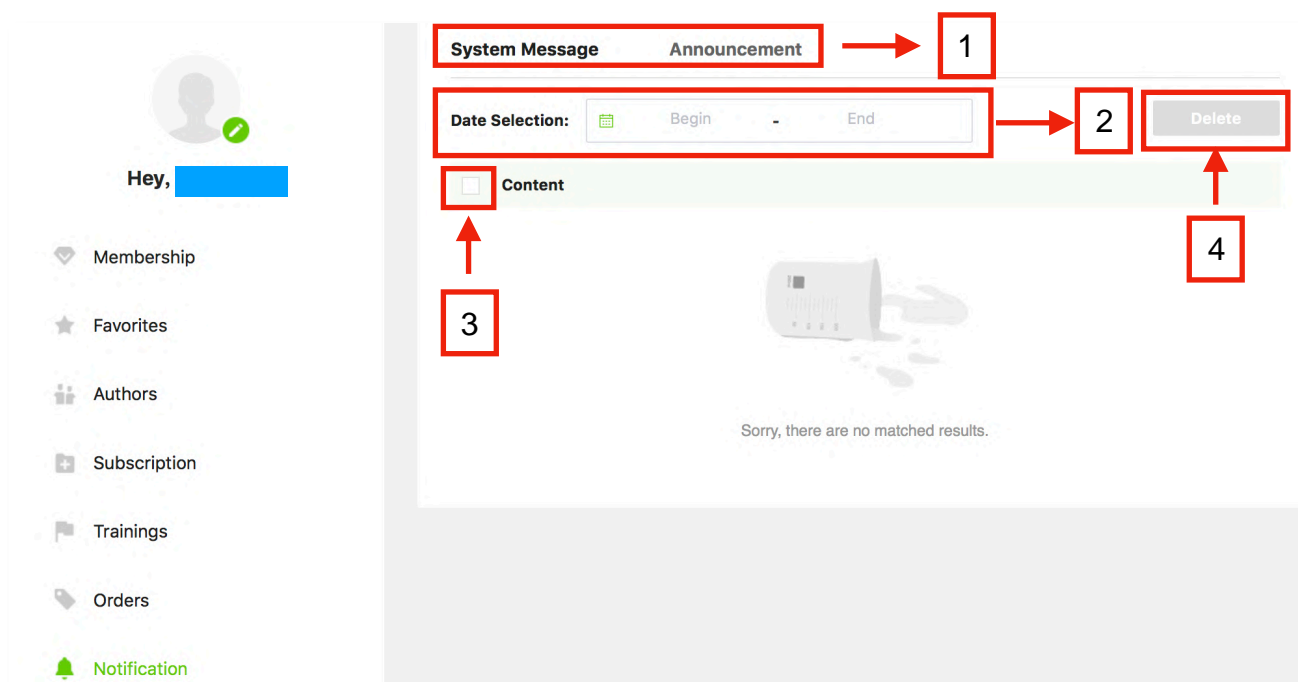 System Message Announcement 1
Date Selection: Begin - End 2 Delete
Hey,
Content
4
Membership
3
Favorites
Authors
Sorry, there are no matched results.
Subscription
Trainings
Orders
Notification